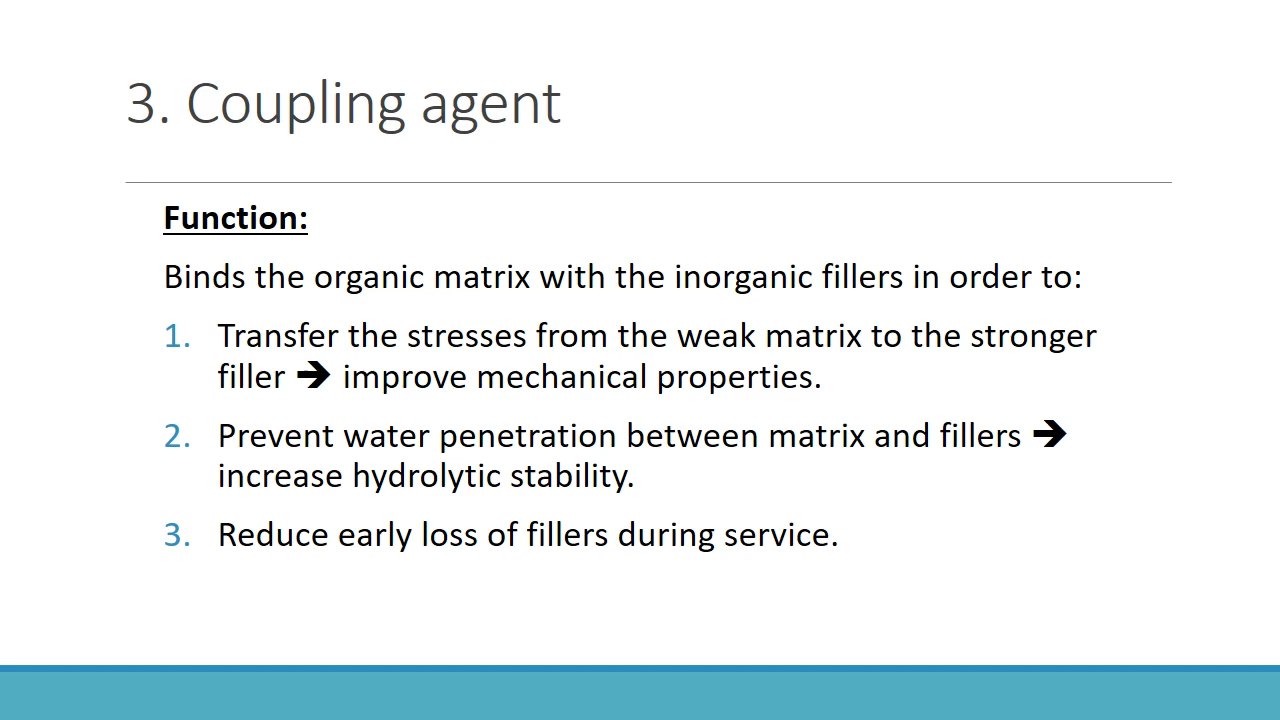 3. Coupling agent
Function:
Binds the organic matrix with the inorganic fillers in order to:
1. Transfer the stresses from the weak matrix to the stronger
filler 🡺 improve mechanical properties.
2. Prevent water penetration between matrix and fillers 🡺
increase hydrolytic stability.
3. Reduce early loss of fillers during service.